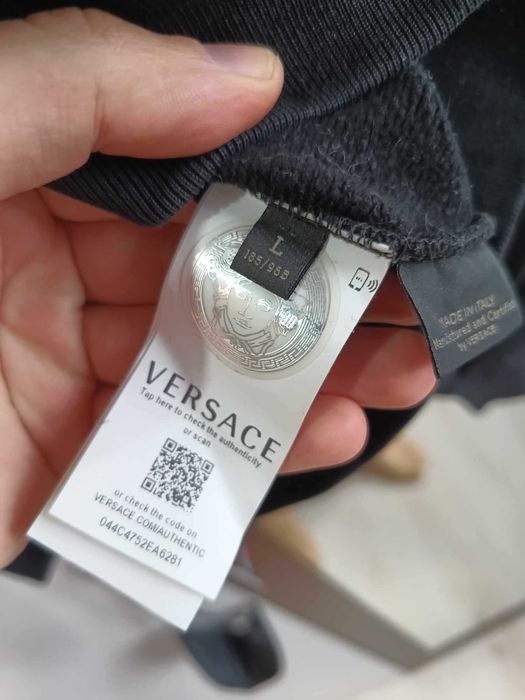 L
185/96B
VERSACE
Tap here to check the authenticity
or scan
or check the code on
VERSACE.COM/AUTHENTIC
044C4752EA6281
MADE IN ITALY
and Certified
by VERSACE